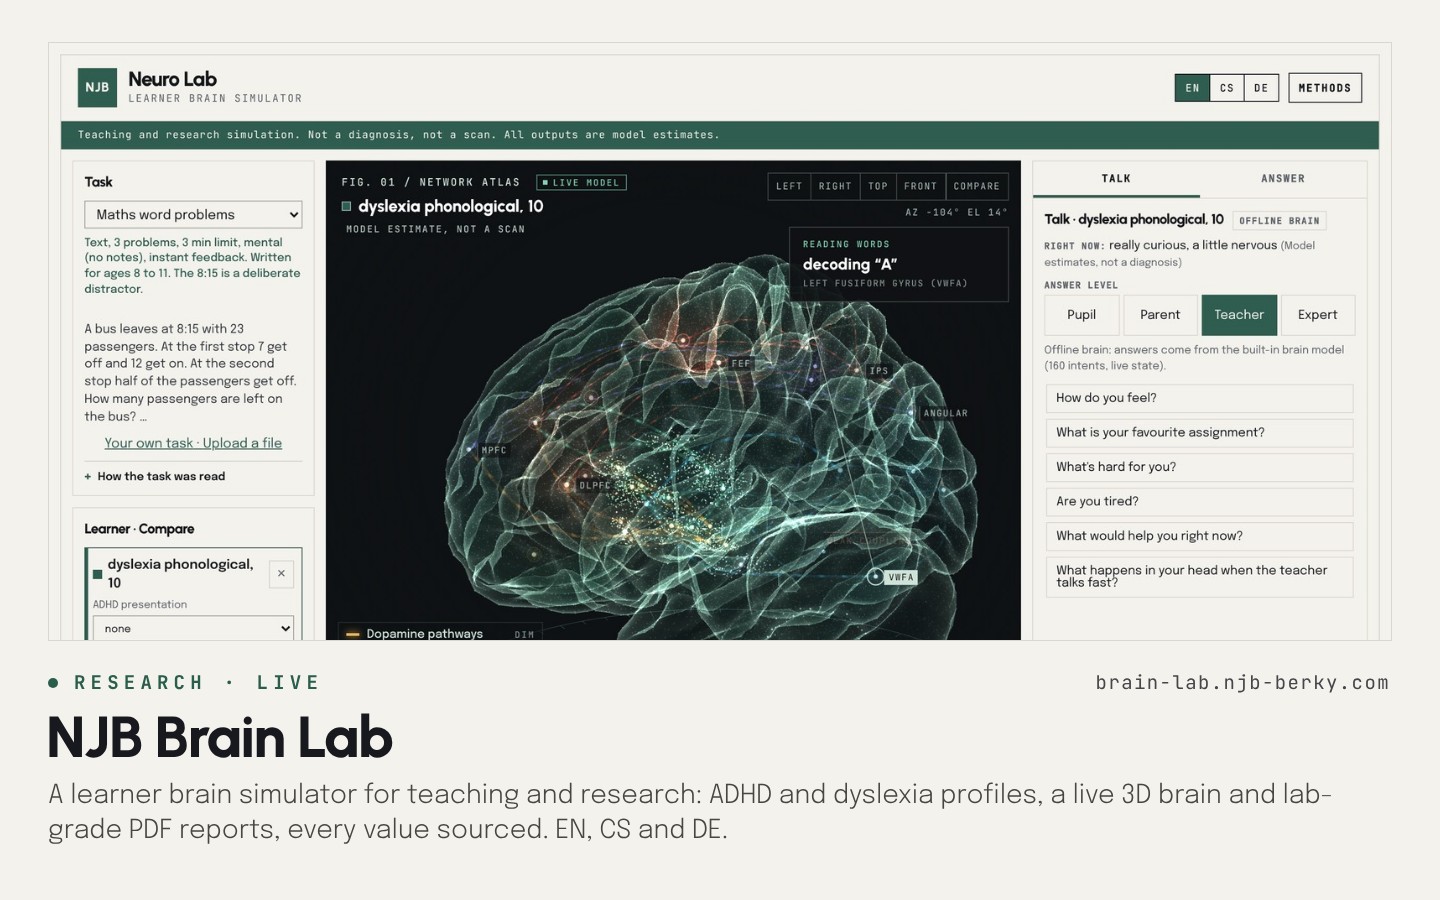 NJB
Neuro Lab
LEARNER BRAIN SIMULATOR
EN CS DE METHODS
Teaching and research simulation. Not a diagnosis, not a scan. All outputs are model estimates.
Task
Maths word problems
Text, 3 problems, 3 min limit, mental
(no notes), instant feedback. Written
for ages 8 to 11. The 8:15 is a deliberate
distractor.
A bus leaves at 8:15 with 23
passengers. At the first stop 7 get
off and 12 get on. At the second
stop half of the passengers get off.
How many passengers are left on
the bus? …
Your own task · Upload a file
+ How the task was read
Learner · Compare
dyslexia phonological,
10
×
ADHD presentation
none
FIG. 01 / NETWORK ATLAS
LIVE MODEL
dyslexia phonological, 10
MODEL ESTIMATE, NOT A SCAN
LEFT RIGHT TOP FRONT COMPARE
AZ -104° EL 14°
READING WORDS
decoding “A”
LEFT FUSIFORM GYRUS (VWFA)
FEF
IPS
ANGULAR
MPFC
DLPFC
VWFA
Dopamine pathways DIM
TALK ANSWER
Talk · dyslexia phonological, 10 OFFLINE BRAIN
RIGHT NOW: really curious, a little nervous (Model
estimates, not a diagnosis)
ANSWER LEVEL
Pupil Parent Teacher Expert
Offline brain: answers come from the built-in brain model
(160 intents, live state).
How do you feel?
What is your favourite assignment?
What's hard for you?
Are you tired?
What would help you right now?
What happens in your head when the teacher
talks fast?
RESEARCH · LIVE
brain-lab.njb-berky.com
NJB Brain Lab
A learner brain simulator for teaching and research: ADHD and dyslexia profiles, a live 3D brain and lab-
grade PDF reports, every value sourced. EN, CS and DE.